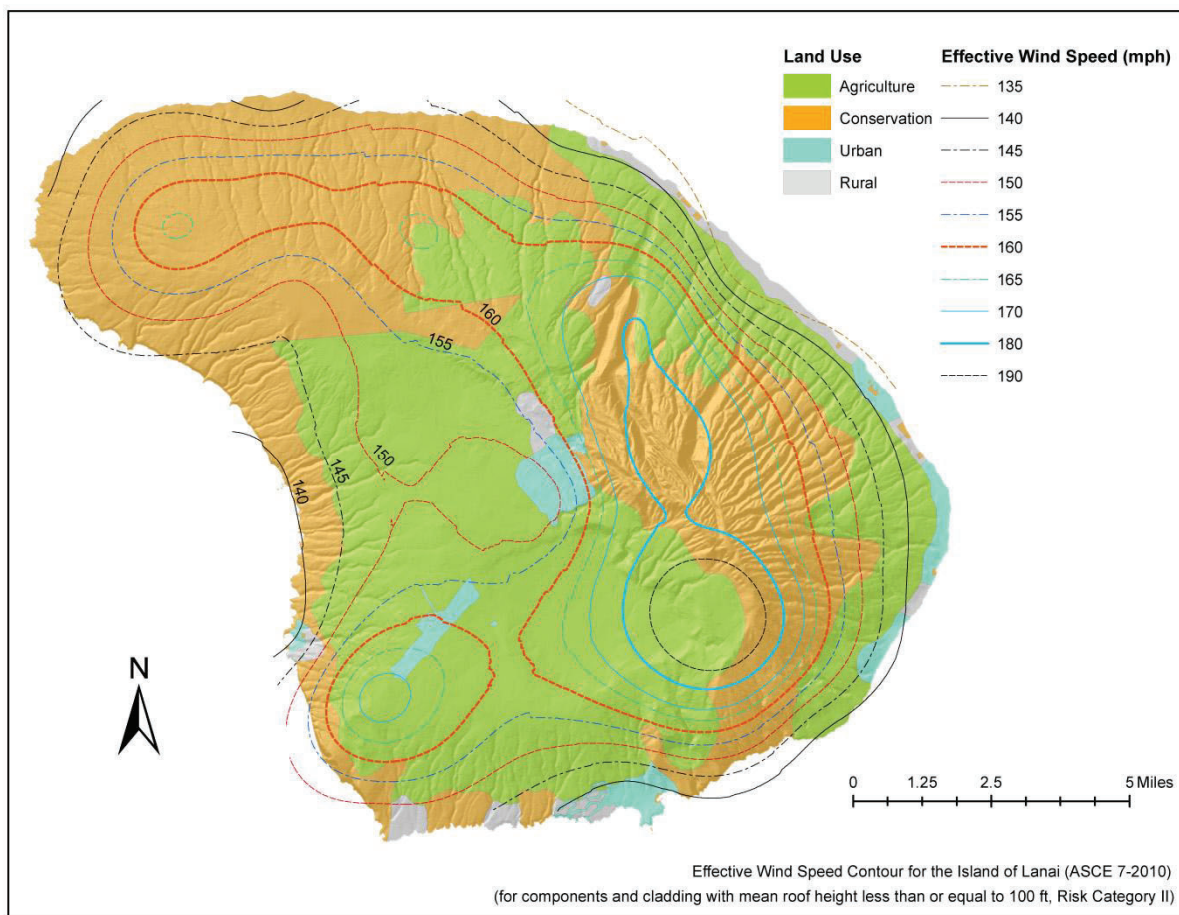 Land Use
Agriculture
Conservation
Urban
Rural
Effective Wind Speed (mph)
135
140
145
150
155
160
165
170
180
190
160
155
150
145
140
N
0 1.25 2.5 5 Miles
Effective Wind Speed Contour for the Island of Lanai (ASCE 7-2010)
(for components and cladding with mean roof height less than or equal to 100 ft, Risk Category II)